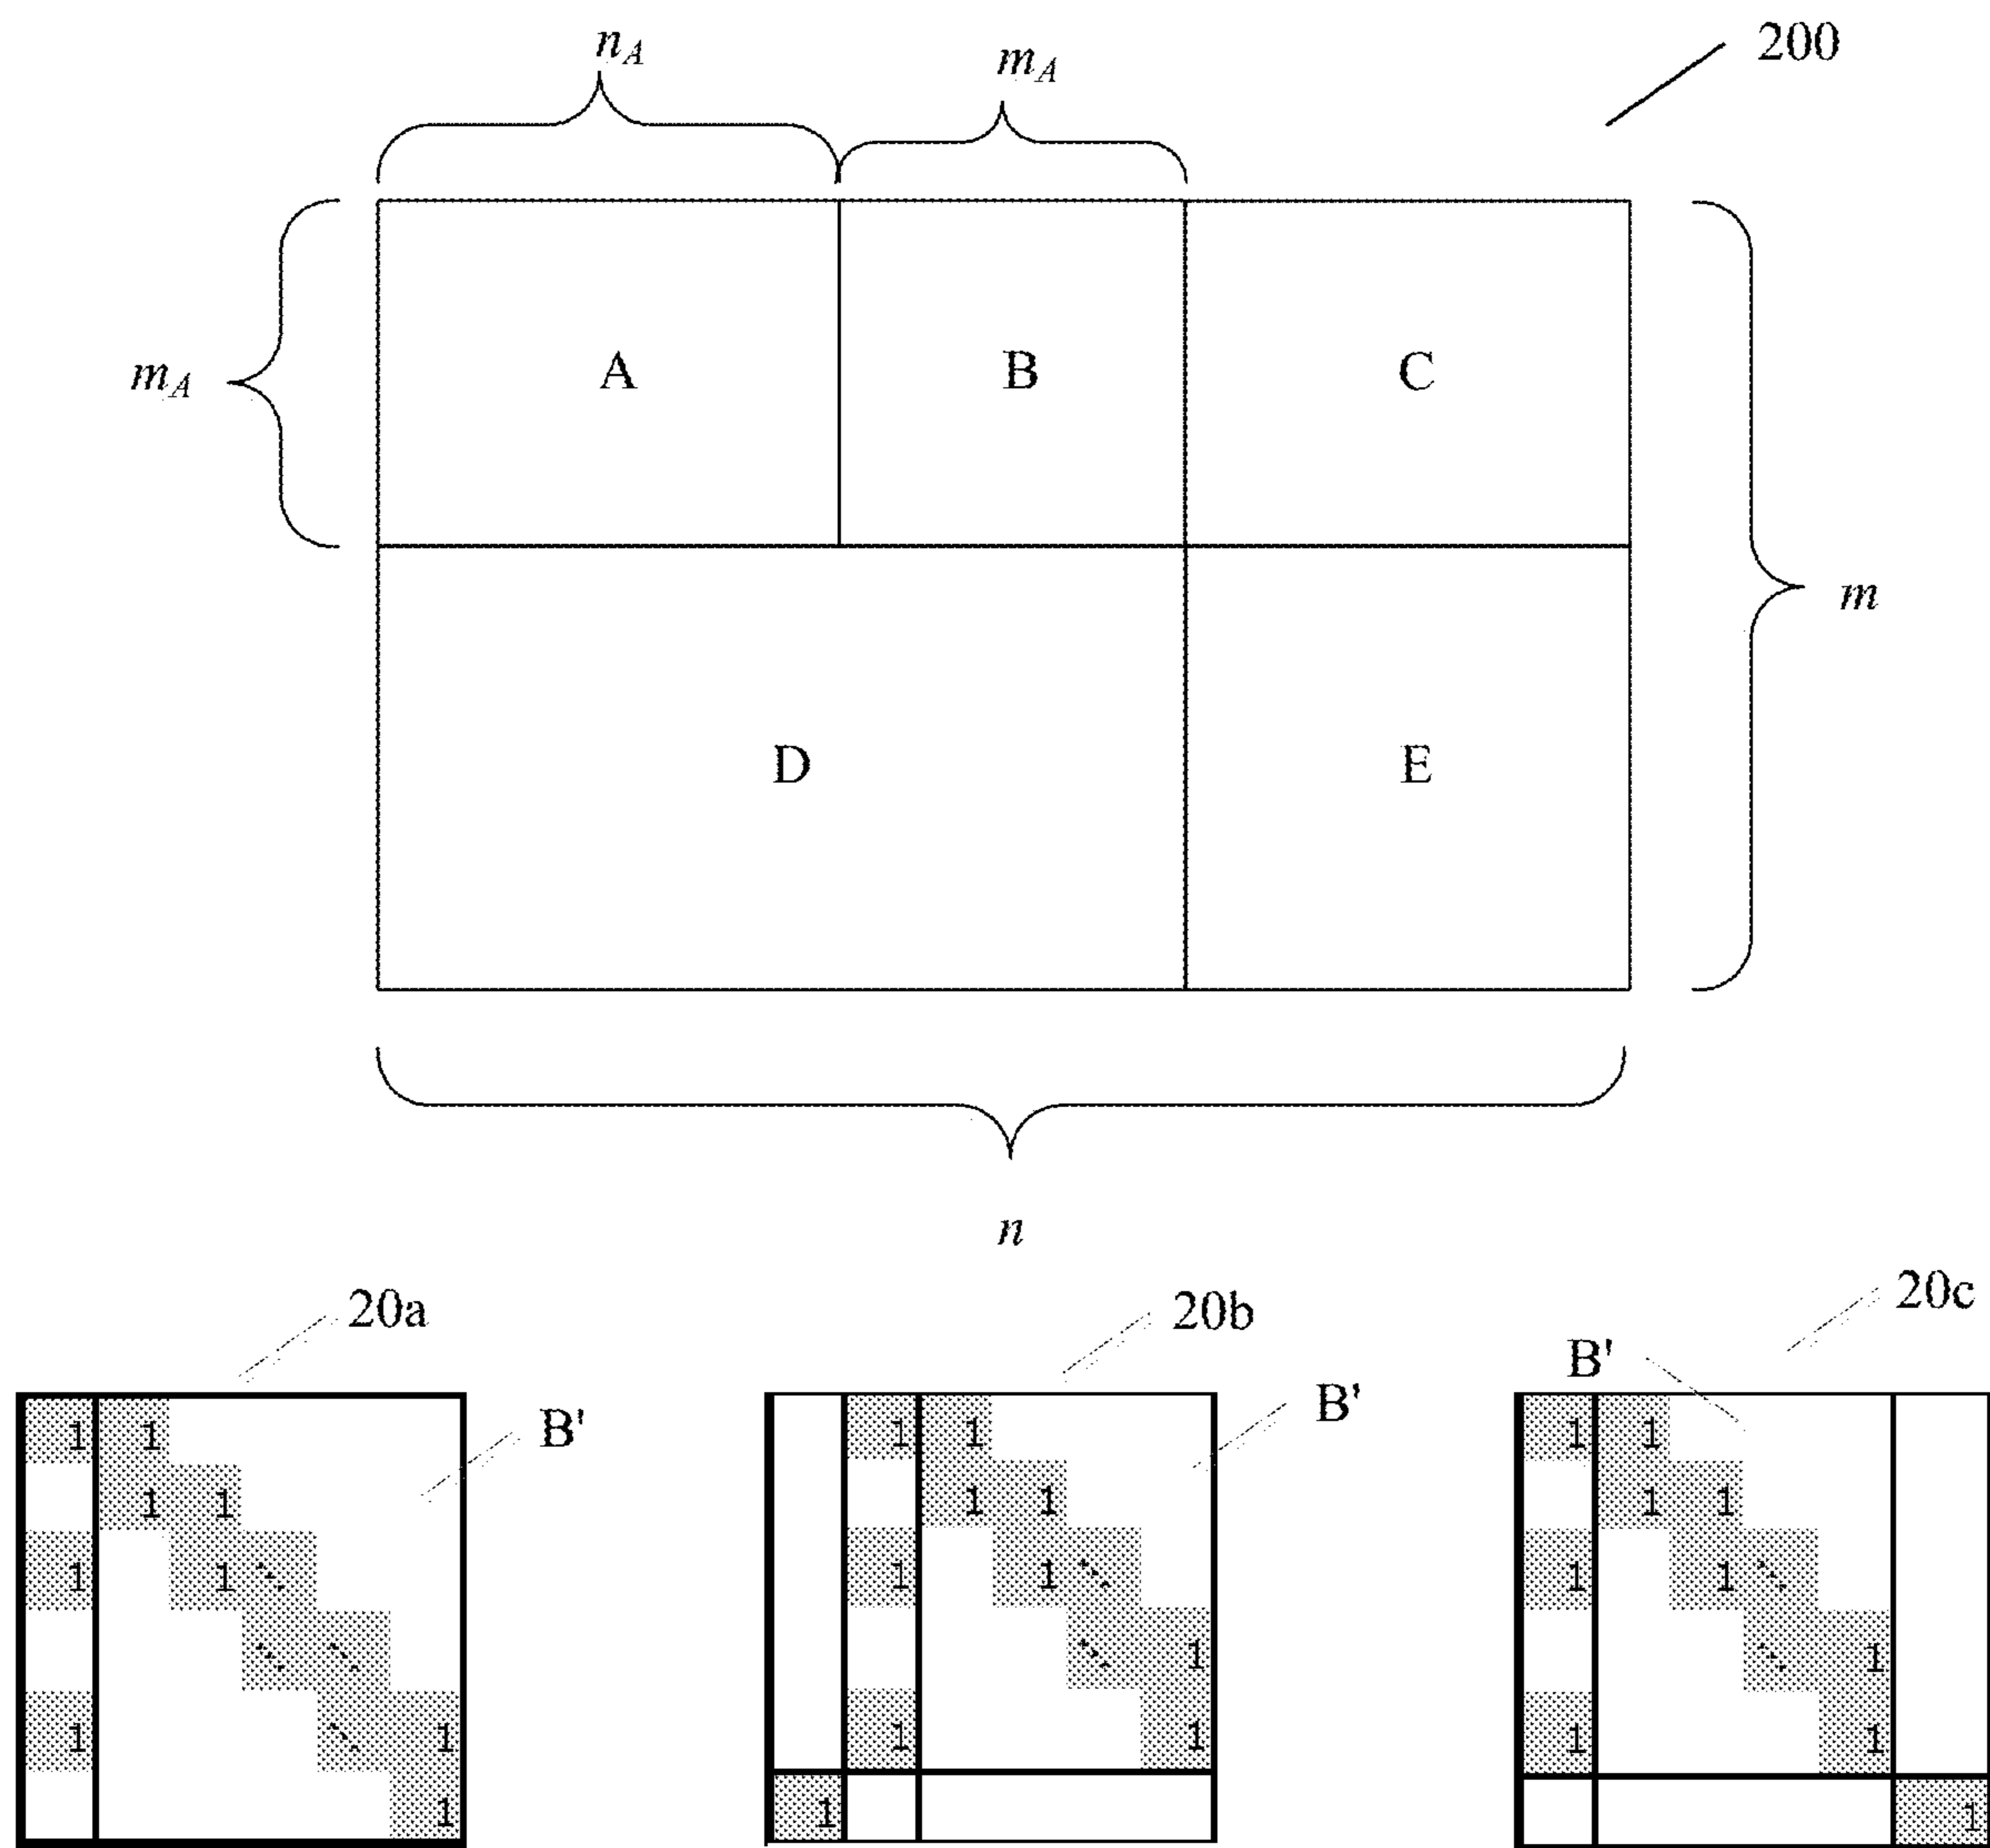 200
n_A
m_A
m_A
A B C
m
D E
n
20a 20b 20c
B' B' B'
1 1 1 1 1 1
1 1 1 1 1 1
1 1 ⋱ 1 1 ⋱ 1 1 ⋱
⋱ ⋱ ⋱ 1 ⋱ 1
1 ⋱ 1 1 1 1 1
1 1 1